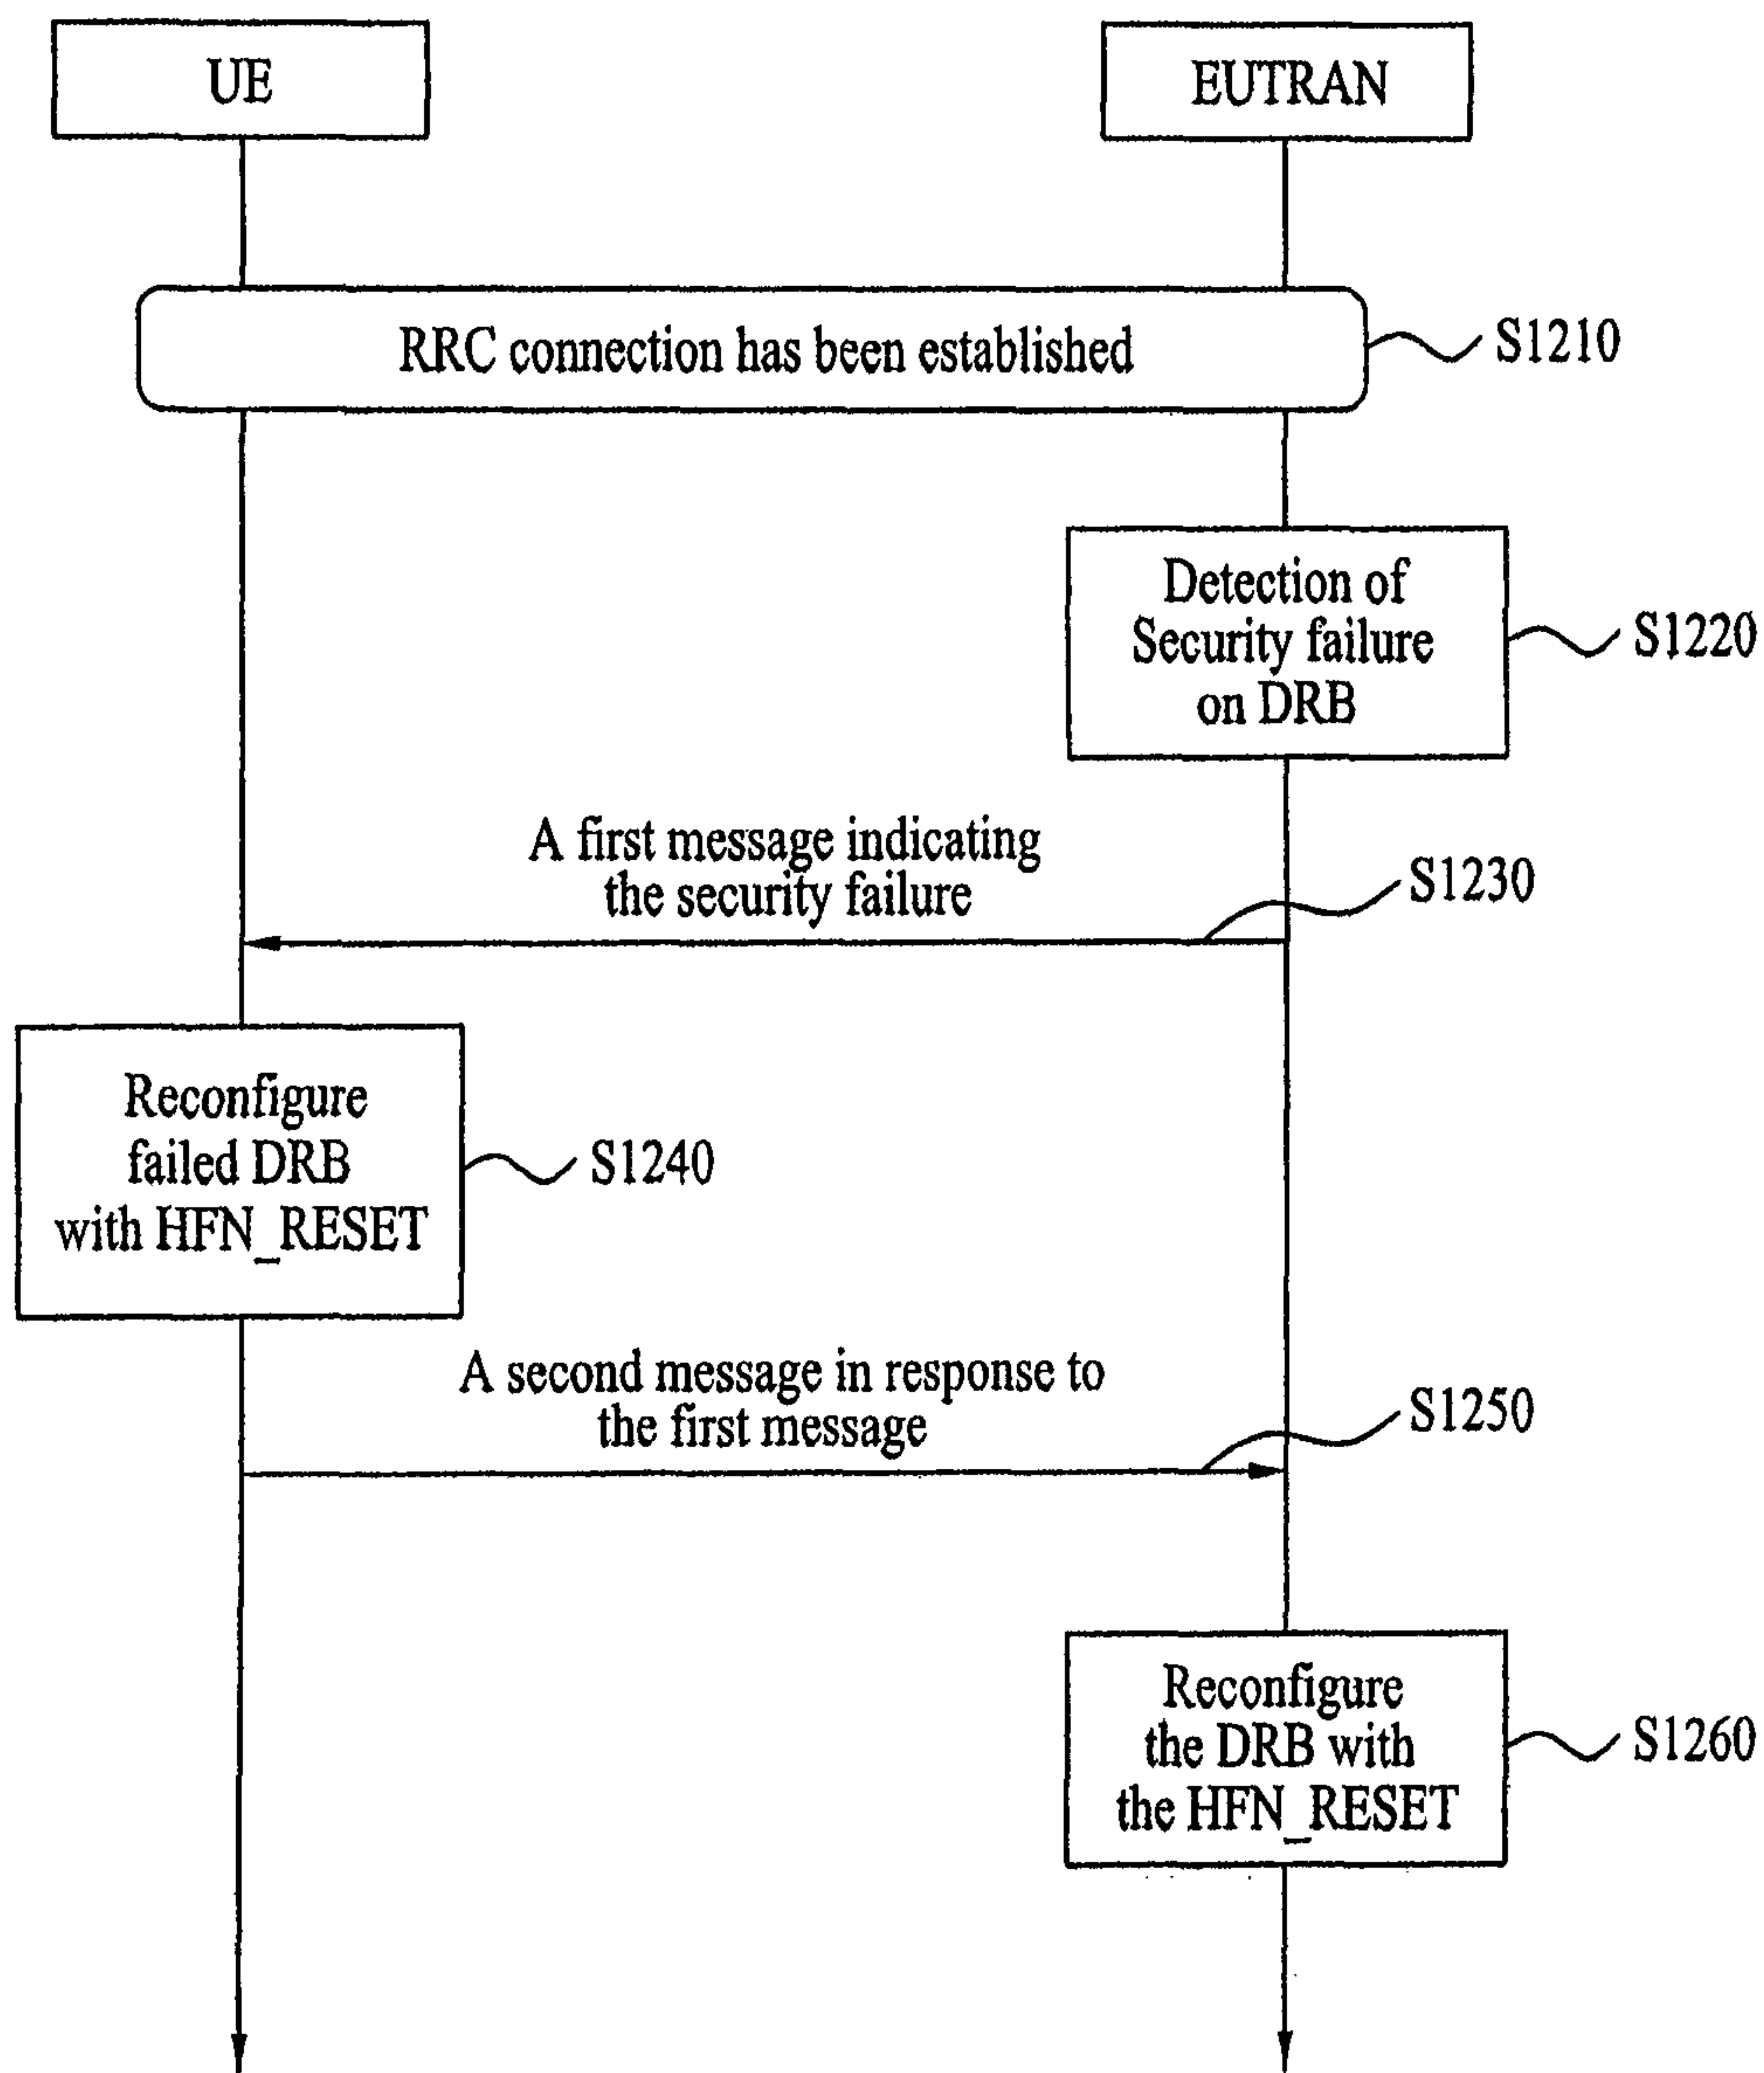 UE
EUTRAN
RRC connection has been established
S1210
Detection of
Security failure
on DRB
S1220
A first message indicating
the security failure
S1230
Reconfigure
failed DRB
with HFN_RESET
S1240
A second message in response to
the first message
S1250
Reconfigure
the DRB with
the HFN_RESET
S1260